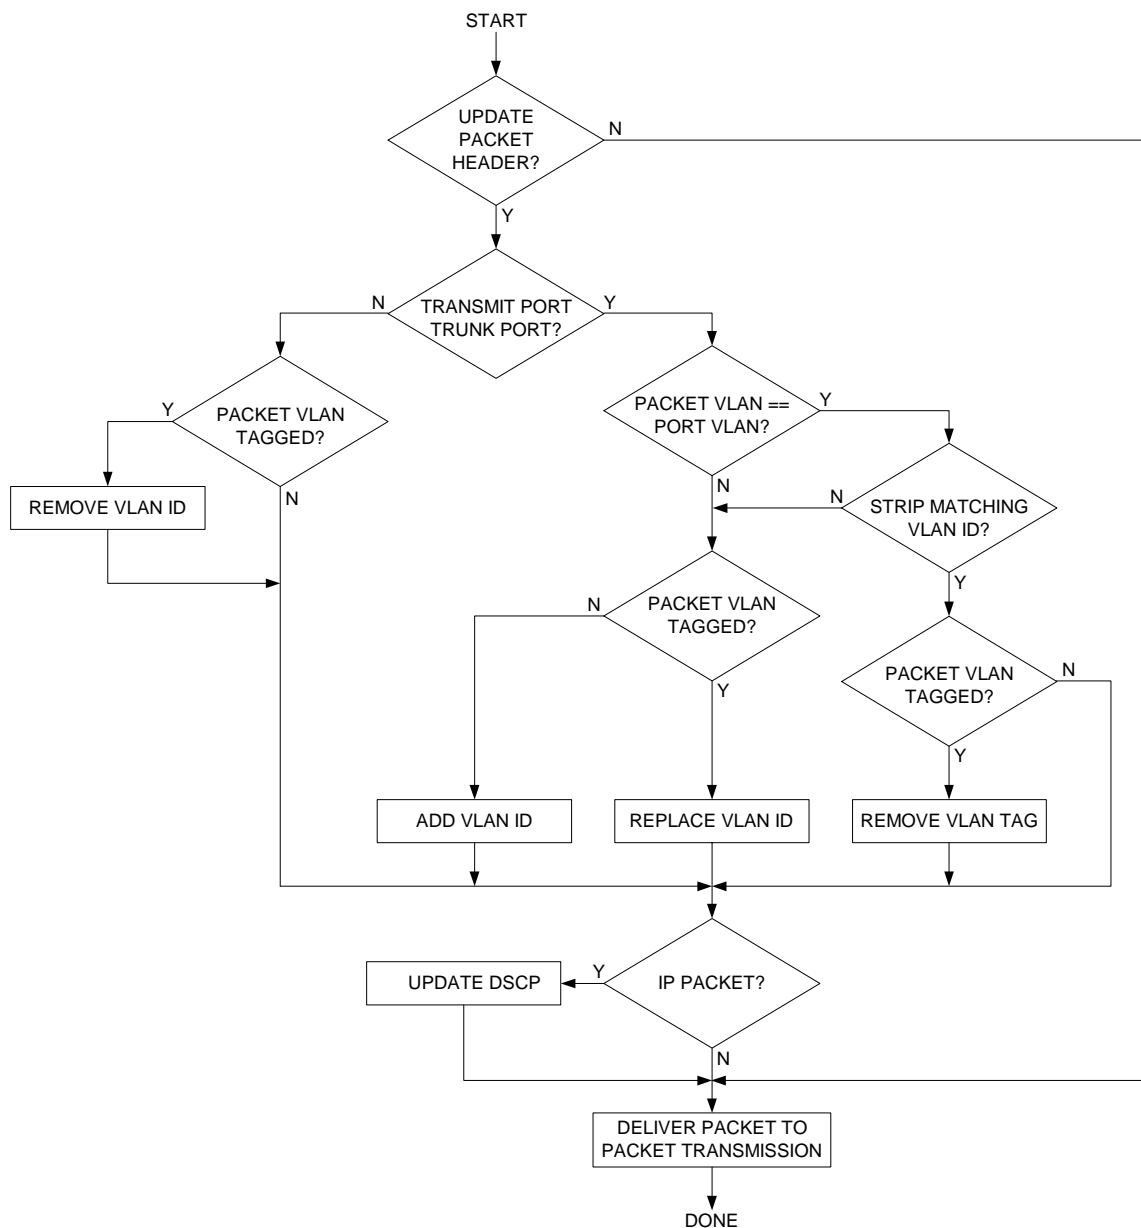 START
UPDATE
PACKET
HEADER?
N
Y
N
TRANSMIT PORT
TRUNK PORT?
Y
Y
PACKET VLAN
TAGGED?
N
PACKET VLAN ==
PORT VLAN?
Y
N
REMOVE VLAN ID
N
STRIP MATCHING
VLAN ID?
Y
N
PACKET VLAN
TAGGED?
Y
PACKET VLAN
TAGGED?
N
Y
ADD VLAN ID
REPLACE VLAN ID
REMOVE VLAN TAG
UPDATE DSCP
Y
IP PACKET?
N
DELIVER PACKET TO
PACKET TRANSMISSION
DONE